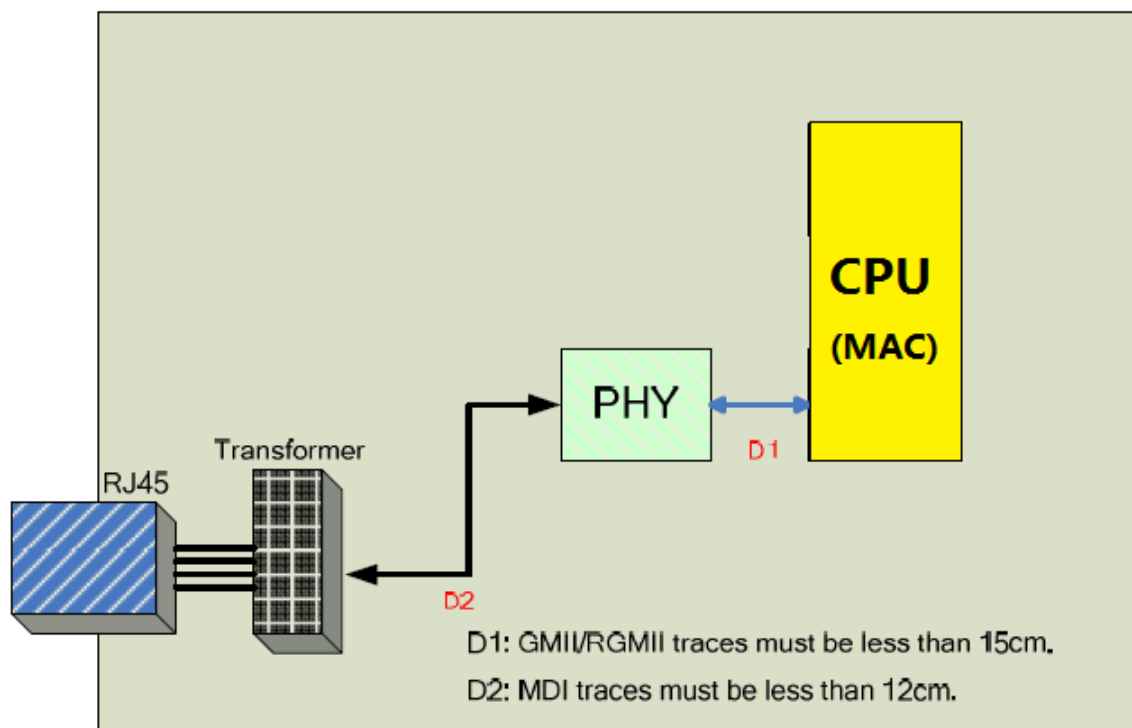 CPU
(MAC)
PHY
D1
Transformer
RJ45
D2
D1: GMII/RGMII traces must be less than 15cm.
D2: MDI traces must be less than 12cm.